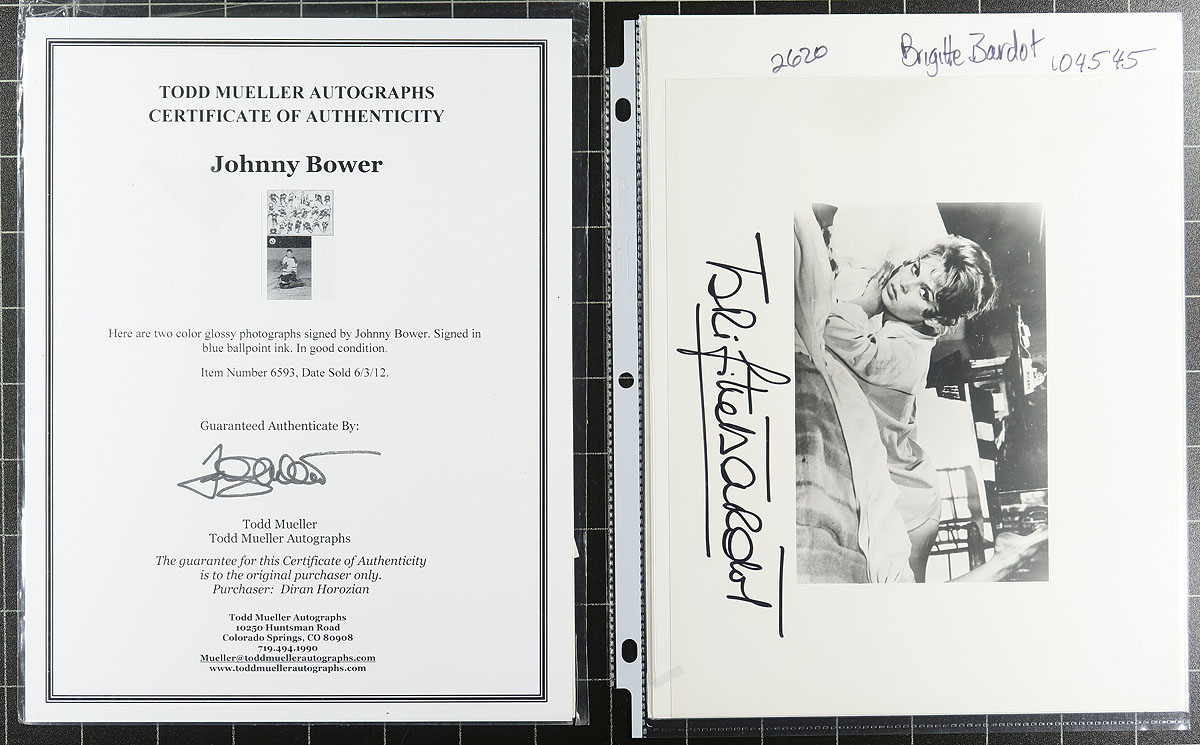 TODD MUELLER AUTOGRAPHS
CERTIFICATE OF AUTHENTICITY
Johnny Bower
Here are two color glossy photographs signed by Johnny Bower. Signed in
blue ballpoint ink. In good condition.
Item Number 6593, Date Sold 6/3/12.
Guaranteed Authenticate By:
Todd Mueller
Todd Mueller Autographs
The guarantee for this Certificate of Authenticity
is to the original purchaser only.
Purchaser: Diran Horozian
Todd Mueller Autographs
10250 Huntsman Road
Colorado Springs, CO 80908
719.494.1990
Mueller@toddmuellerautographs.com
www.toddmuellerautographs.com
2620 Brigitte Bardot 104545
Brigitte Bardot